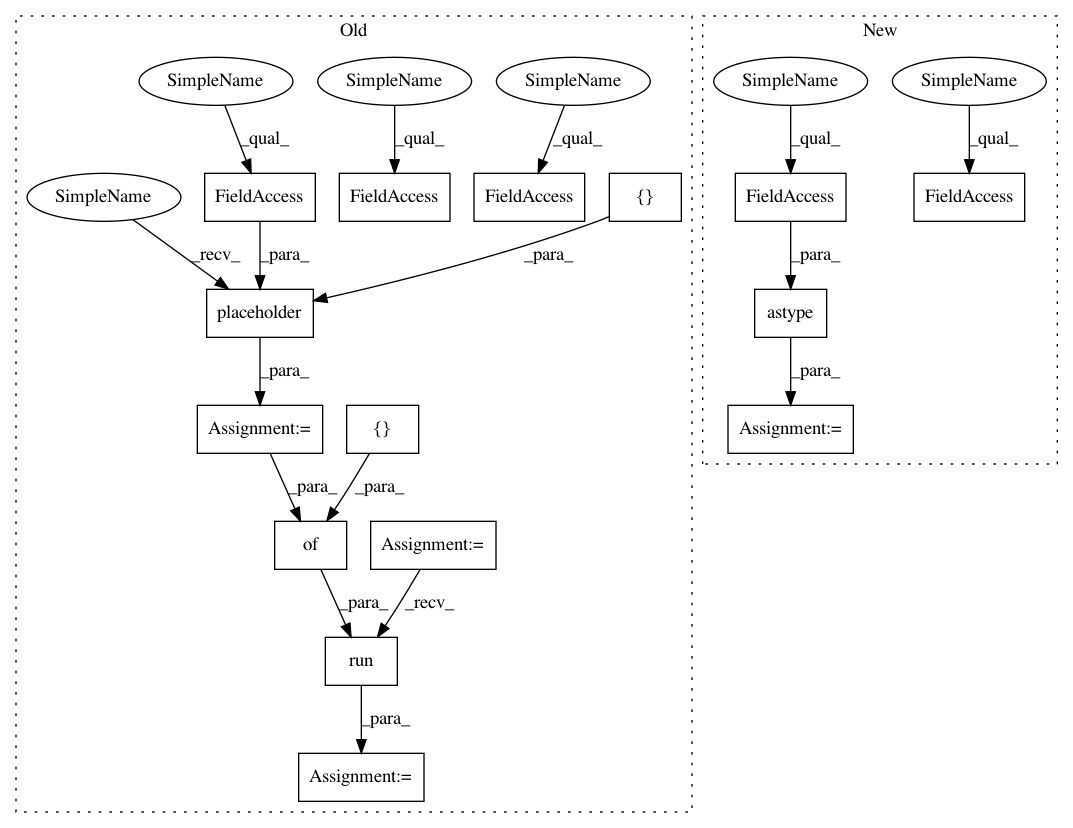 Old
New
SimpleName
SimpleName
SimpleName
SimpleName
SimpleName
_qual_
_qual_
_qual_
_qual_
_qual_
SimpleName
FieldAccess
FieldAccess
FieldAccess
{}
FieldAccess
FieldAccess
_recv_
_para_
_para_
_para_
placeholder
astype
_para_
_para_
Assignment:=
{}
Assignment:=
_para_
_para_
of
Assignment:=
_para_
_recv_
run
_para_
Assignment:=